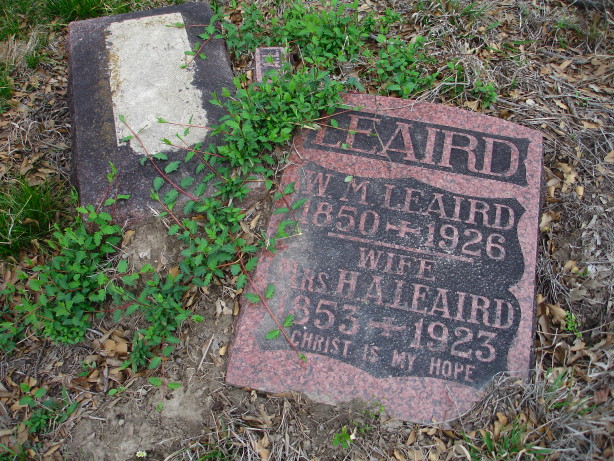 LEAIRD
W M LEAIRD
1850 1926
WIFE
MRS H A LEAIRD
1853 1923
CHRIST IS MY HOPE